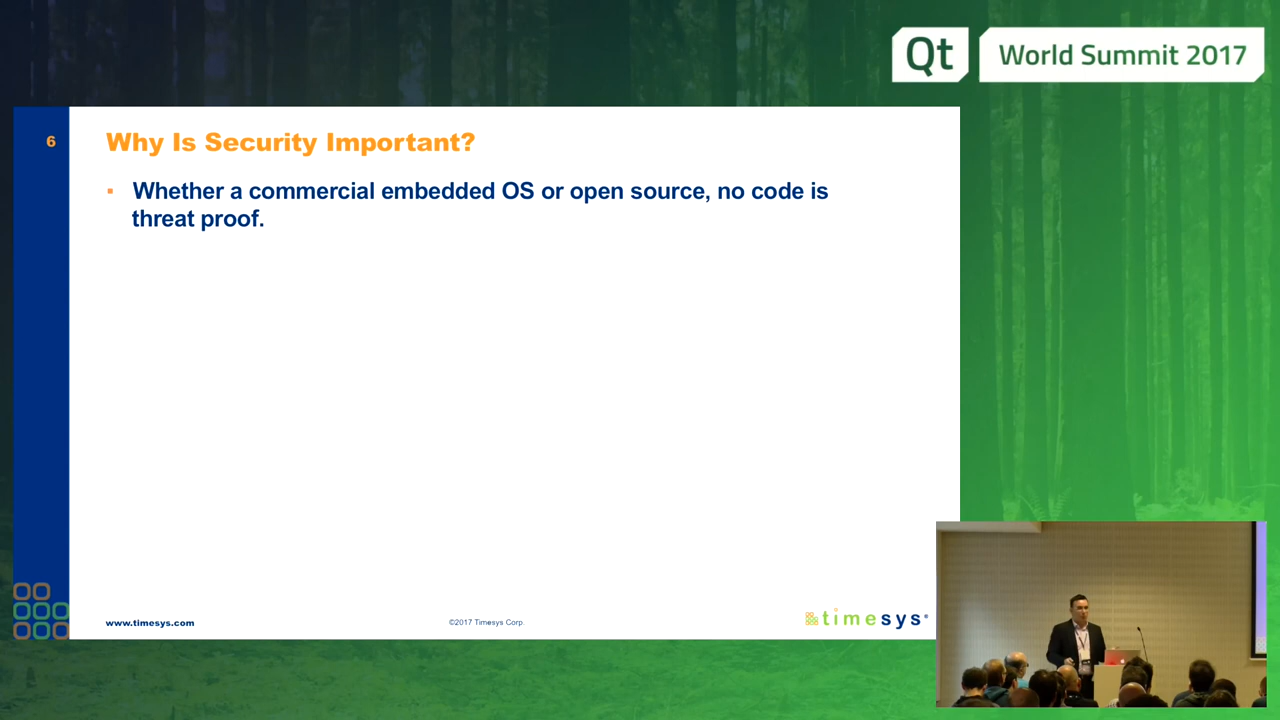 Qt World Summit 2017
6
Why Is Security Important?
▪ Whether a commercial embedded OS or open source, no code is
threat proof.
www.timesys.com
©2017 Timesys Corp.
timesys®